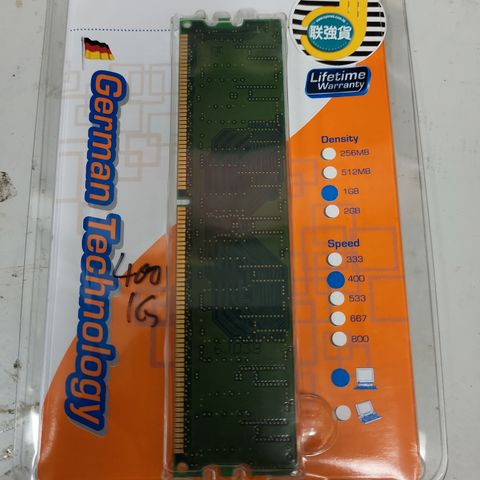 联強貨
Lifetime
Warranty
German Technology
Density
256MB
512MB
1GB
2GB
Speed
333
400
533
667
800
400
1G